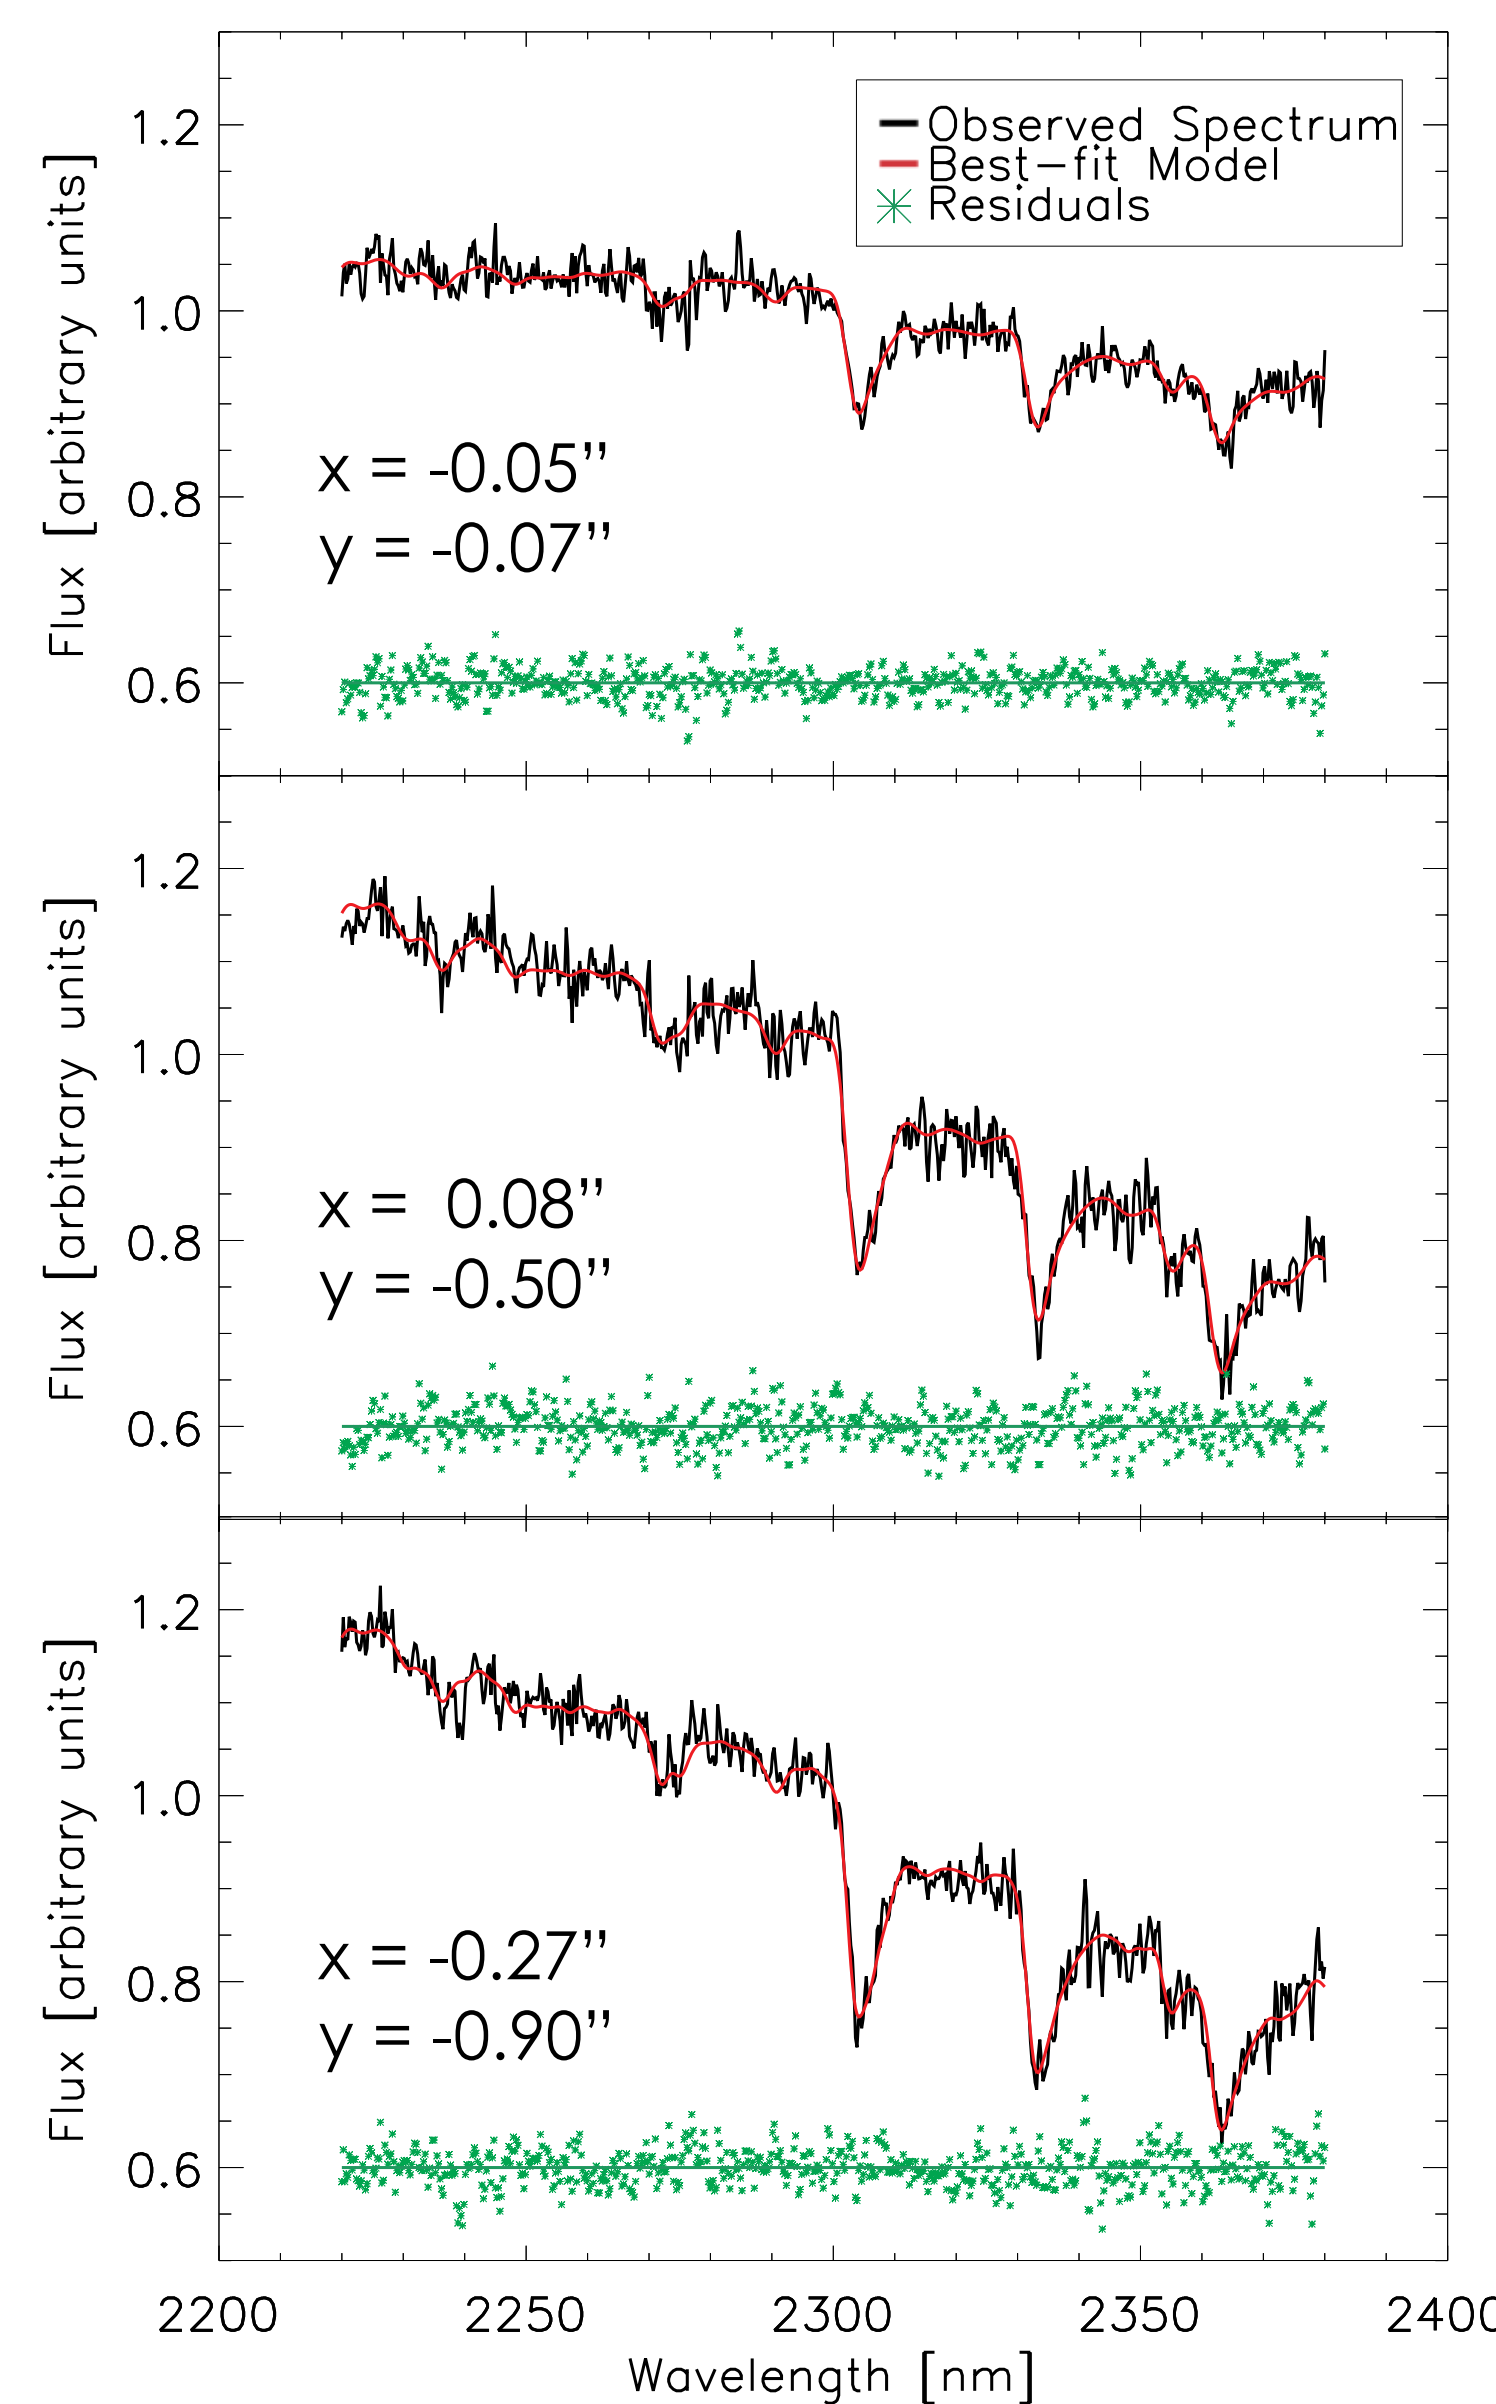 Observed Spectrum
Best-fit Model
Residuals
Flux [arbitrary units]
1.2
1.0
0.8
0.6
x = -0.05”
y = -0.07”
Flux [arbitrary units]
1.2
1.0
0.8
0.6
x = 0.08”
y = -0.50”
Flux [arbitrary units]
1.2
1.0
0.8
0.6
x = -0.27”
y = -0.90”
2200 2250 2300 2350 2400
Wavelength [nm]